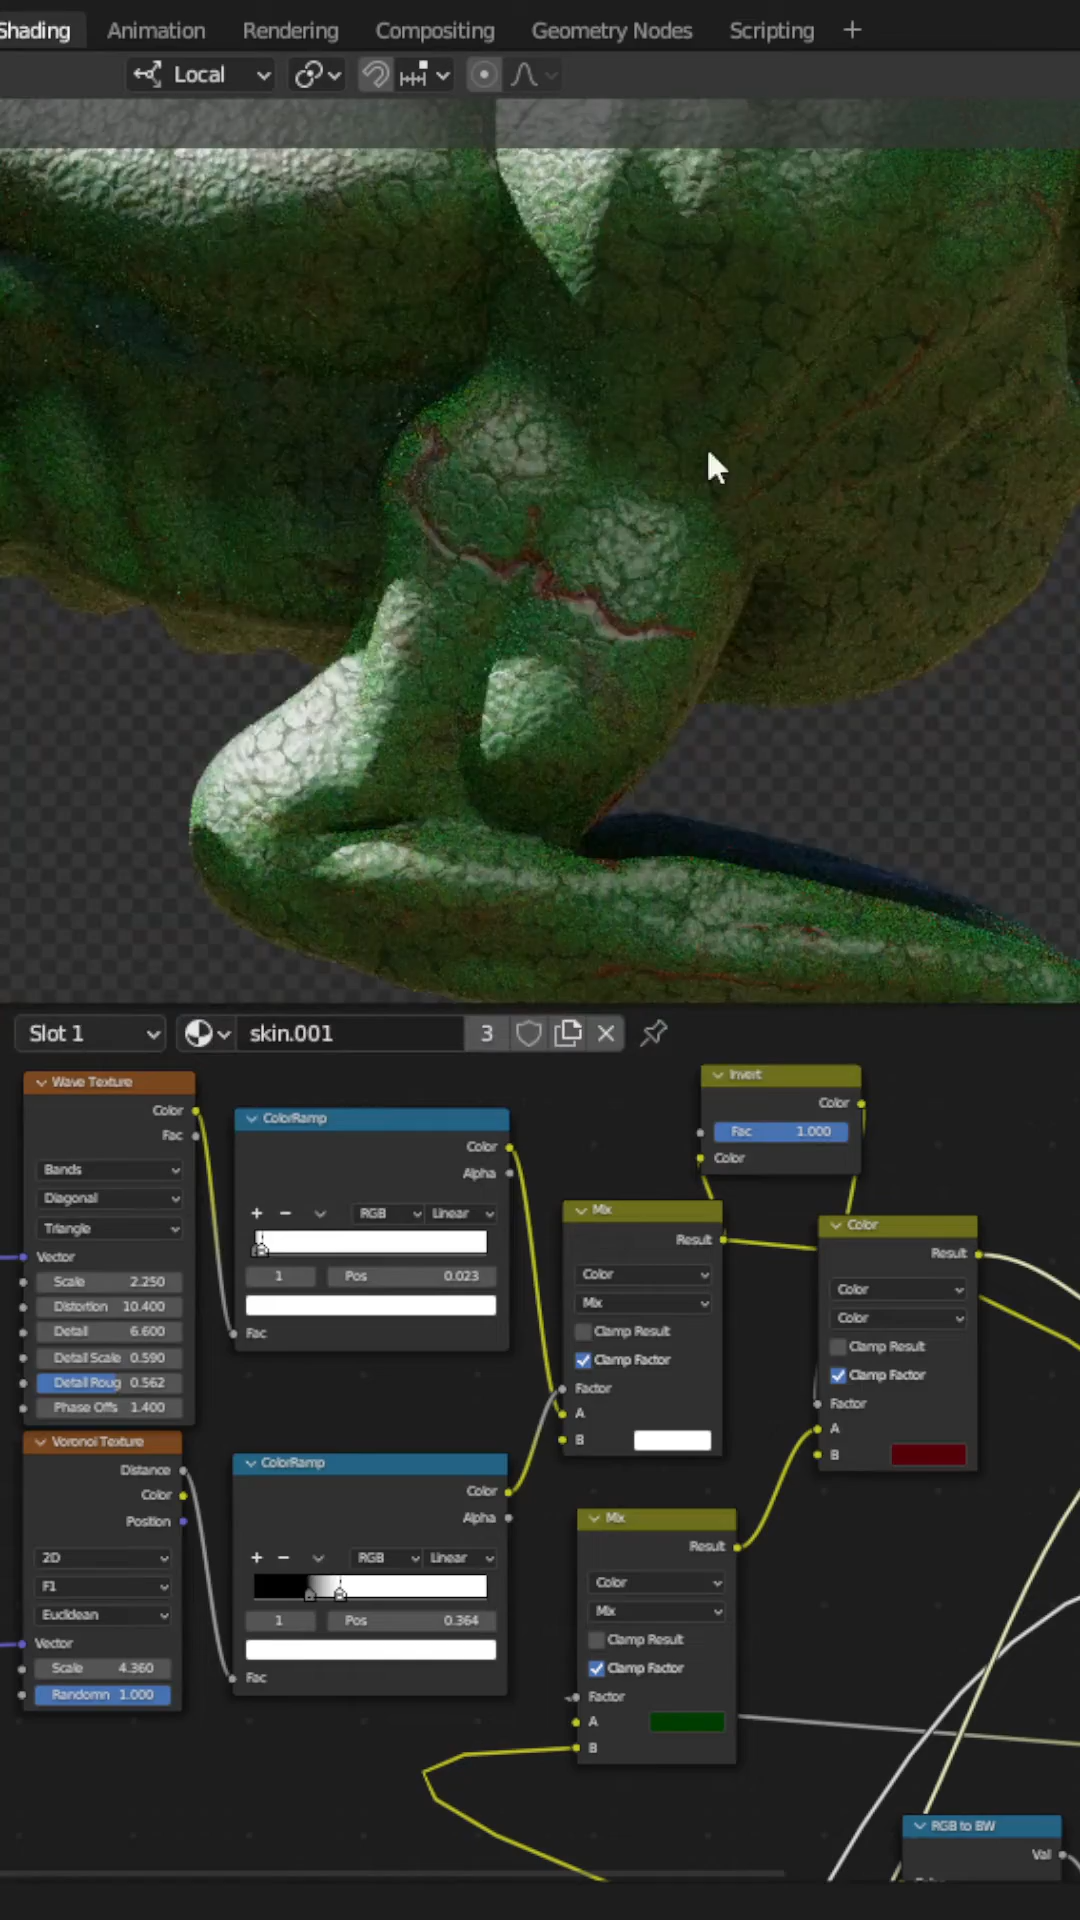 Shading Animation Rendering Compositing Geometry Nodes Scripting +
Local
Slot 1
skin.001
3
Wave Texture
Color
Fac
Bands
Diagonal
Triangle
Vector
Scale 2.250
Distortion 10.400
Detail 6.600
Detail Scale 0.590
Detail Roug 0.562
Phase Offs 1.400
Voronoi Texture
Distance
Color
Position
2D
F1
Euclidean
Vector
Scale 4.360
Randomn 1.000
ColorRamp
Color
Alpha
+ − RGB Linear
1 Pos 0.023
Fac
ColorRamp
Color
Alpha
+ − RGB Linear
1 Pos 0.364
Fac
Invert
Color
Fac 1.000
Color
Mix
Result
Color
Mix
Clamp Result
Clamp Factor
Factor
A
B
Color
Result
Color
Color
Clamp Result
Clamp Factor
Factor
A
B
Mix
Result
Color
Mix
Clamp Result
Clamp Factor
Factor
A
B
RGB to BW
Val